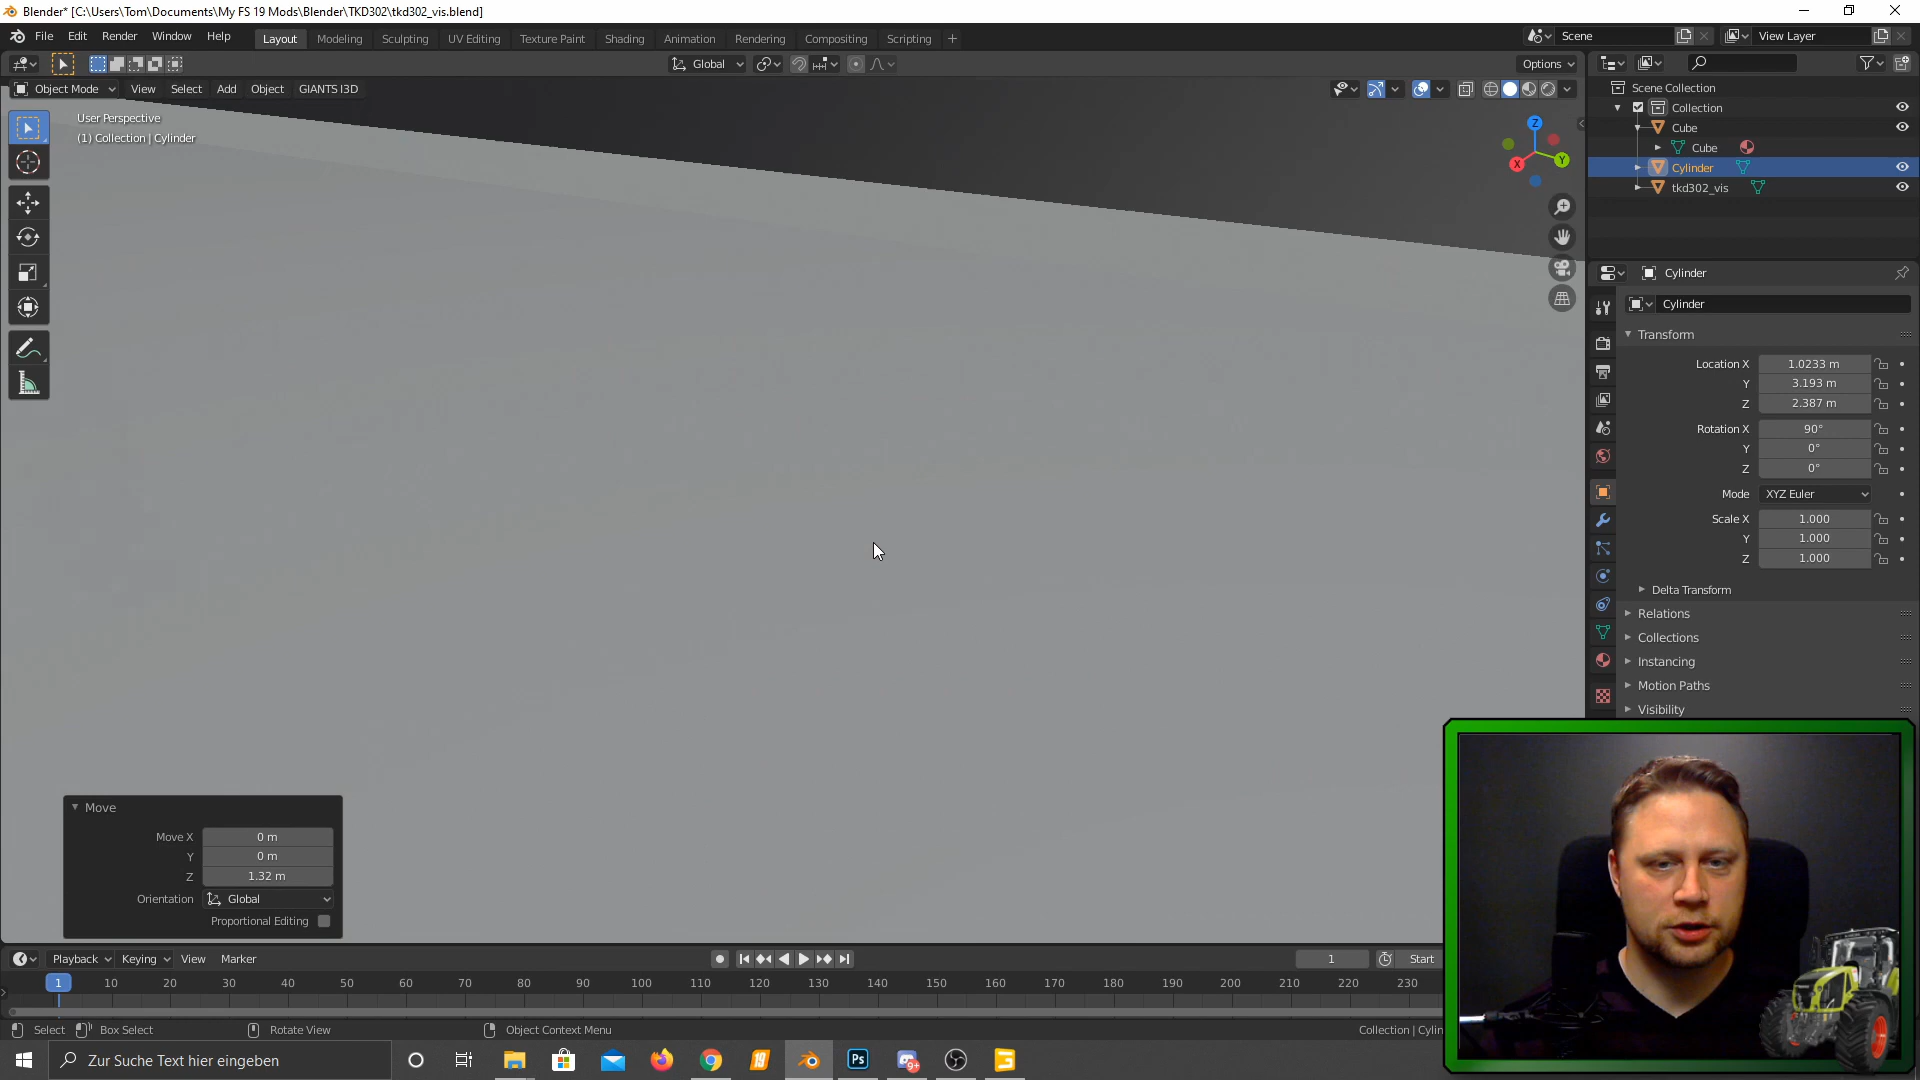 Blender* [C:\Users\Tom\Documents\My FS 19 Mods\Blender\TKD302\tkd302_vis.blend]
File Edit Render Window Help Layout Modeling Sculpting UV Editing Texture Paint Shading Animation Rendering Compositing Scripting + Scene View Layer
Global Options
Object Mode View Select Add Object GIANTS I3D
User Perspective
(1) Collection | Cylinder
Z
Y
X
Scene Collection
Collection
Cube
Cube
Cylinder
tkd302_vis
Cylinder
Cylinder
Transform
Location X 1.0233 m
Y 3.193 m
Z 2.387 m
Rotation X 90°
Y 0°
Z 0°
Mode XYZ Euler
Scale X 1.000
Y 1.000
Z 1.000
Delta Transform
Relations
Collections
Instancing
Motion Paths
Visibility
Move
Move X 0 m
Y 0 m
Z 1.32 m
Orientation Global
Proportional Editing
Playback Keying View Marker 1 Start
1 10 20 30 40 50 60 70 80 90 100 110 120 130 140 150 160 170 180 190 200 210 220 230
Select Box Select Rotate View Object Context Menu Collection | Cylin
Zur Suche Text hier eingeben 19 Ps 9+